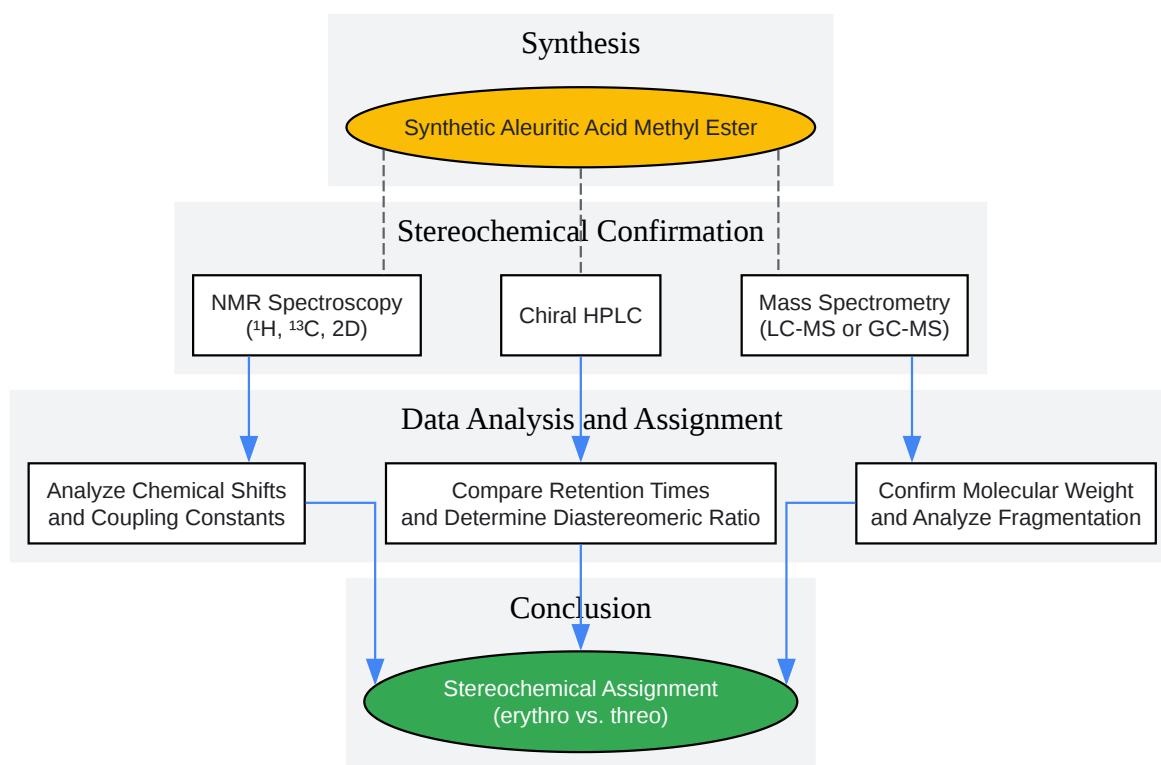 Synthesis
Synthetic Aleuritic Acid Methyl Ester
Stereochemical Confirmation
NMR Spectroscopy
(¹H, ¹³C, 2D)
Chiral HPLC
Mass Spectrometry
(LC-MS or GC-MS)
Data Analysis and Assignment
Analyze Chemical Shifts
and Coupling Constants
Compare Retention Times
and Determine Diastereomeric Ratio
Confirm Molecular Weight
and Analyze Fragmentation
Conclusion
Stereochemical Assignment
(erythro vs. threo)